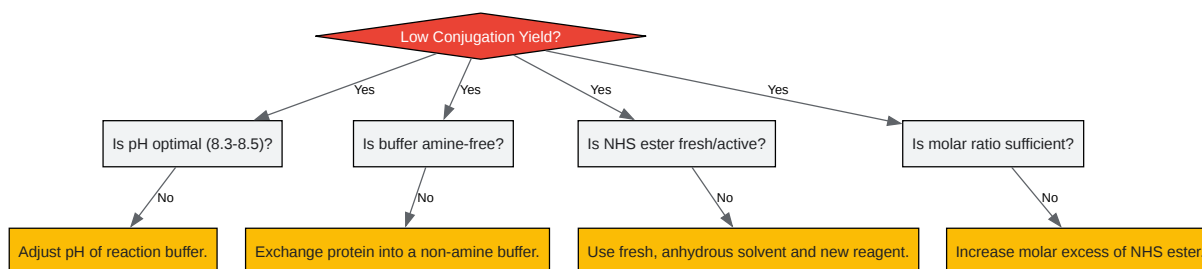 Low Conjugation Yield?
Yes
Yes
Yes
Yes
Is pH optimal (8.3-8.5)?
Is buffer amine-free?
Is NHS ester fresh/active?
Is molar ratio sufficient?
No
No
No
No
Adjust pH of reaction buffer.
Exchange protein into a non-amine buffer.
Use fresh, anhydrous solvent and new reagent.
Increase molar excess of NHS ester